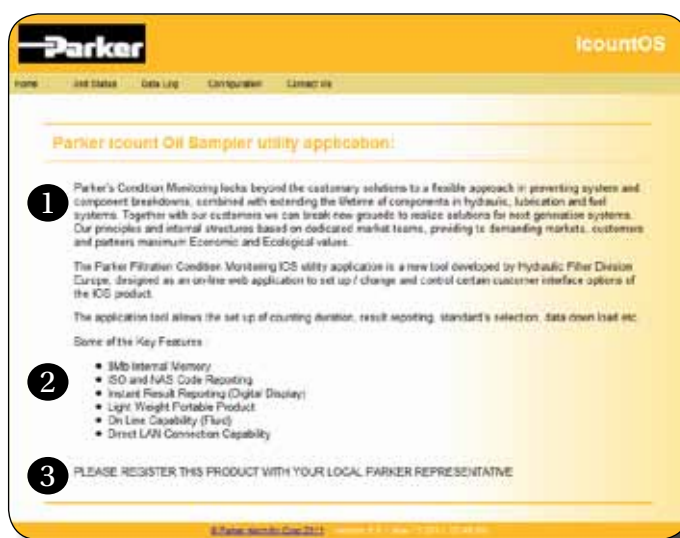 Parker
IcountOS
Home Unit Status Data Log Configuration Contact Us
Parker Icount Oil Sampler utility application:
1
Parker's Condition Monitoring looks beyond the customary solutions to a flexible approach in preventing system and
component breakdowns, combined with extending the lifetime of components in hydraulic, lubrication and fuel
systems. Together with our customers we can break new grounds to realize solutions for next generation systems.
Our principles and internal structures based on dedicated market teams, providing to demanding markets, customers
and partners maximum Economic and Ecological values.
The Parker Filtration Condition Monitoring IOS utility application is a new tool developed by Hydraulic Filter Division
Europe, designed as an on-line web application to set up / change and control certain customer interface options of
the IOS product.
The application tool allows the set up of counting duration, result reporting, standard's selection, data down load etc.
Some of the Key Features
2
Internal Memory
ISO and NAS Code Reporting
Instant Result Reporting (Digital Display)
Light Weight Portable Product
On Line Capability (Fluid)
Direct LAN Connection Capability
3
PLEASE REGISTER THIS PRODUCT WITH YOUR LOCAL PARKER REPRESENTATIVE
© Parker Hannifin Corp